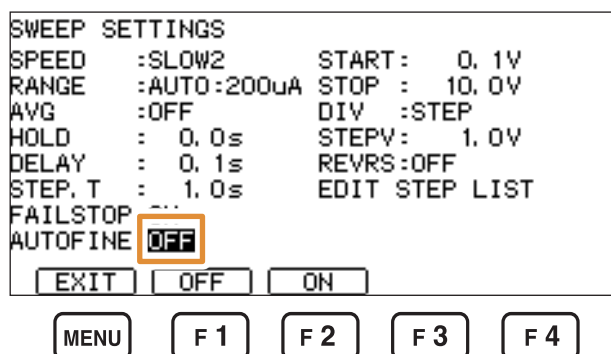 SWEEP SETTINGS
SPEED :SLOW2 START: 0.1V
RANGE :AUTO:200uA STOP : 10.0V
AVG :OFF DIV :STEP
HOLD : 0.0s STEPV: 1.0V
DELAY : 0.1s REVRS:OFF
STEP.T : 1.0s EDIT STEP LIST
FAILSTOP
AUTOFINE OFF
EXIT OFF ON
MENU F1 F2 F3 F4